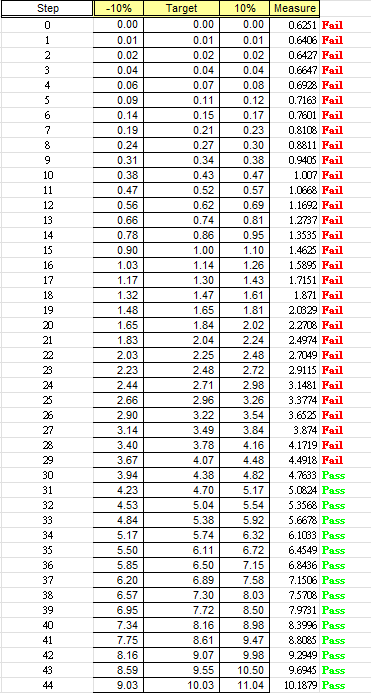 Step -10% Target 10% Measure
0 0.00 0.00 0.00 0.6251 Fail
1 0.01 0.01 0.01 0.6406 Fail
2 0.02 0.02 0.02 0.6427 Fail
3 0.04 0.04 0.04 0.6647 Fail
4 0.06 0.07 0.08 0.6928 Fail
5 0.09 0.11 0.12 0.7163 Fail
6 0.14 0.15 0.17 0.7601 Fail
7 0.19 0.21 0.23 0.8108 Fail
8 0.24 0.27 0.30 0.8811 Fail
9 0.31 0.34 0.38 0.9405 Fail
10 0.38 0.43 0.47 1.007 Fail
11 0.47 0.52 0.57 1.0668 Fail
12 0.56 0.62 0.69 1.1692 Fail
13 0.66 0.74 0.81 1.2737 Fail
14 0.78 0.86 0.95 1.3535 Fail
15 0.90 1.00 1.10 1.4625 Fail
16 1.03 1.14 1.26 1.5895 Fail
17 1.17 1.30 1.43 1.7151 Fail
18 1.32 1.47 1.61 1.871 Fail
19 1.48 1.65 1.81 2.0329 Fail
20 1.65 1.84 2.02 2.2708 Fail
21 1.83 2.04 2.24 2.4974 Fail
22 2.03 2.25 2.48 2.7049 Fail
23 2.23 2.48 2.72 2.9115 Fail
24 2.44 2.71 2.98 3.1481 Fail
25 2.66 2.96 3.26 3.3774 Fail
26 2.90 3.22 3.54 3.6525 Fail
27 3.14 3.49 3.84 3.874 Fail
28 3.40 3.78 4.16 4.1719 Fail
29 3.67 4.07 4.48 4.4918 Fail
30 3.94 4.38 4.82 4.7633 Pass
31 4.23 4.70 5.17 5.0824 Pass
32 4.53 5.04 5.54 5.3568 Pass
33 4.84 5.38 5.92 5.6678 Pass
34 5.17 5.74 6.32 6.1033 Pass
35 5.50 6.11 6.72 6.4549 Pass
36 5.85 6.50 7.15 6.8436 Pass
37 6.20 6.89 7.58 7.1506 Pass
38 6.57 7.30 8.03 7.5708 Pass
39 6.95 7.72 8.50 7.9731 Pass
40 7.34 8.16 8.98 8.3996 Pass
41 7.75 8.61 9.47 8.8085 Pass
42 8.16 9.07 9.98 9.2949 Pass
43 8.59 9.55 10.50 9.6945 Pass
44 9.03 10.03 11.04 10.1879 Pass